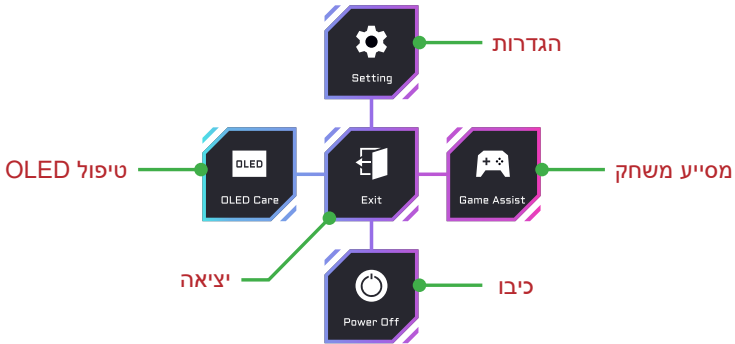 Setting
הגדרות
טיפול OLED
OLED
OLED Care
Exit
Game Assist
מסייע משחק
יציאה
Power Off
כיבו